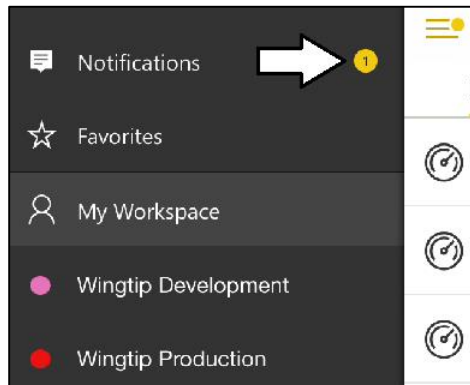 Notifications
1
Favorites
My Workspace
Wingtip Development
Wingtip Production